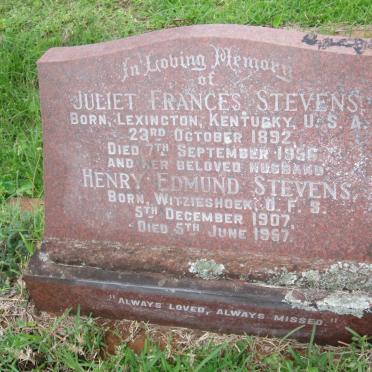 In Loving Memory
of
JULIET FRANCES STEVENS,
BORN, LEXINGTON, KENTUCKY, U.S.A.
23RD OCTOBER 1892,
DIED 7TH SEPTEMBER 1956
AND HER BELOVED HUSBAND
HENRY EDMUND STEVENS,
BORN, WITZIESHOEK, O.F.S.
5TH DECEMBER 1907,
DIED 5TH JUNE 1967.
"ALWAYS LOVED, ALWAYS MISSED."